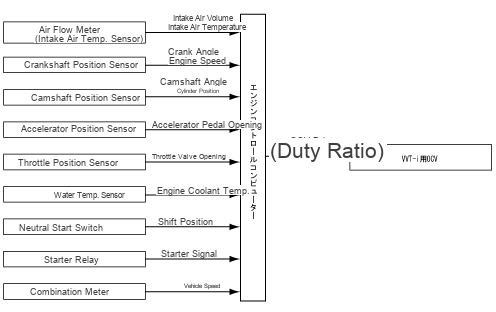 Intake Air Volume
Air Flow Meter
(Intake Air Temp. Sensor)
Intake Air Temperature
Crank Anole
Crankshaft Position Sensor
Engine Speed
Camshaft Angle
Camshaft Position Sensor
Cylinder Position
Accelerator Position Sensor
Accelerator Pedal Opening
Throttle Position Sensor
Throttle Valve Opening
Water Temp. Sensor
Engine Coolant Temp.
Neutral Start Switch
Shift Position
Starter Relay
Starter Signal
Combination Meter
Vehicle Speed
エンジンコントロールコンピューター
(Duty Ratio)
VVT-i用OCV